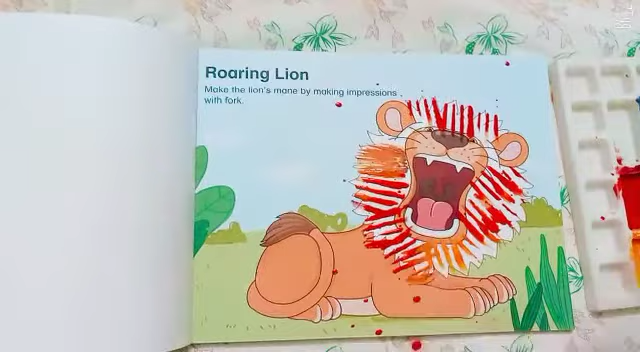 Roaring Lion
Make the lion's mane by making impressions
with fork.